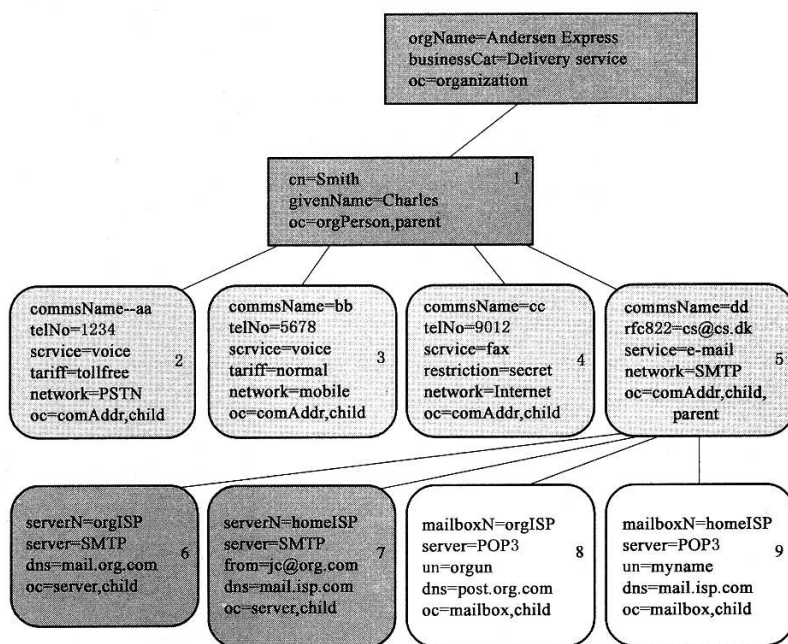 orgName=Andersen Express
businessCat=Delivery service
oc=organization
cn=Smith
1
givenName=Charles
oc=orgPerson,parent
commsName--aa
telNo=1234
scrvice=voice
2
tariff=tollfree
network=PSTN
oc=comAddr,child
commsName=bb
telNo=5678
scrvice=voice
3
tariff=normal
network=mobile
oc=comAddr,child
commsName=cc
telNo=9012
scrvice=fax
4
restriction=secret
network=Internet
oc=comAddr,child
commsName=dd
rfc822=cs@cs.dk
service=e-mail
5
network=SMTP
oc=comAddr,child,
parent
serverN=orgISP
server=SMTP
6
dns=mail.org.com
oc=server,child
serverN=homeISP
server=SMTP
7
from=jc@org.com
dns=mail.isp.com
oc=server,child
mailboxN=orgISP
server=POP3
8
un=orgun
dns=post.org.com
oc=mailbox,child
mailboxN=homeISP
server=POP3
9
un=myname
dns=mail.isp.com
oc=mailbox,child